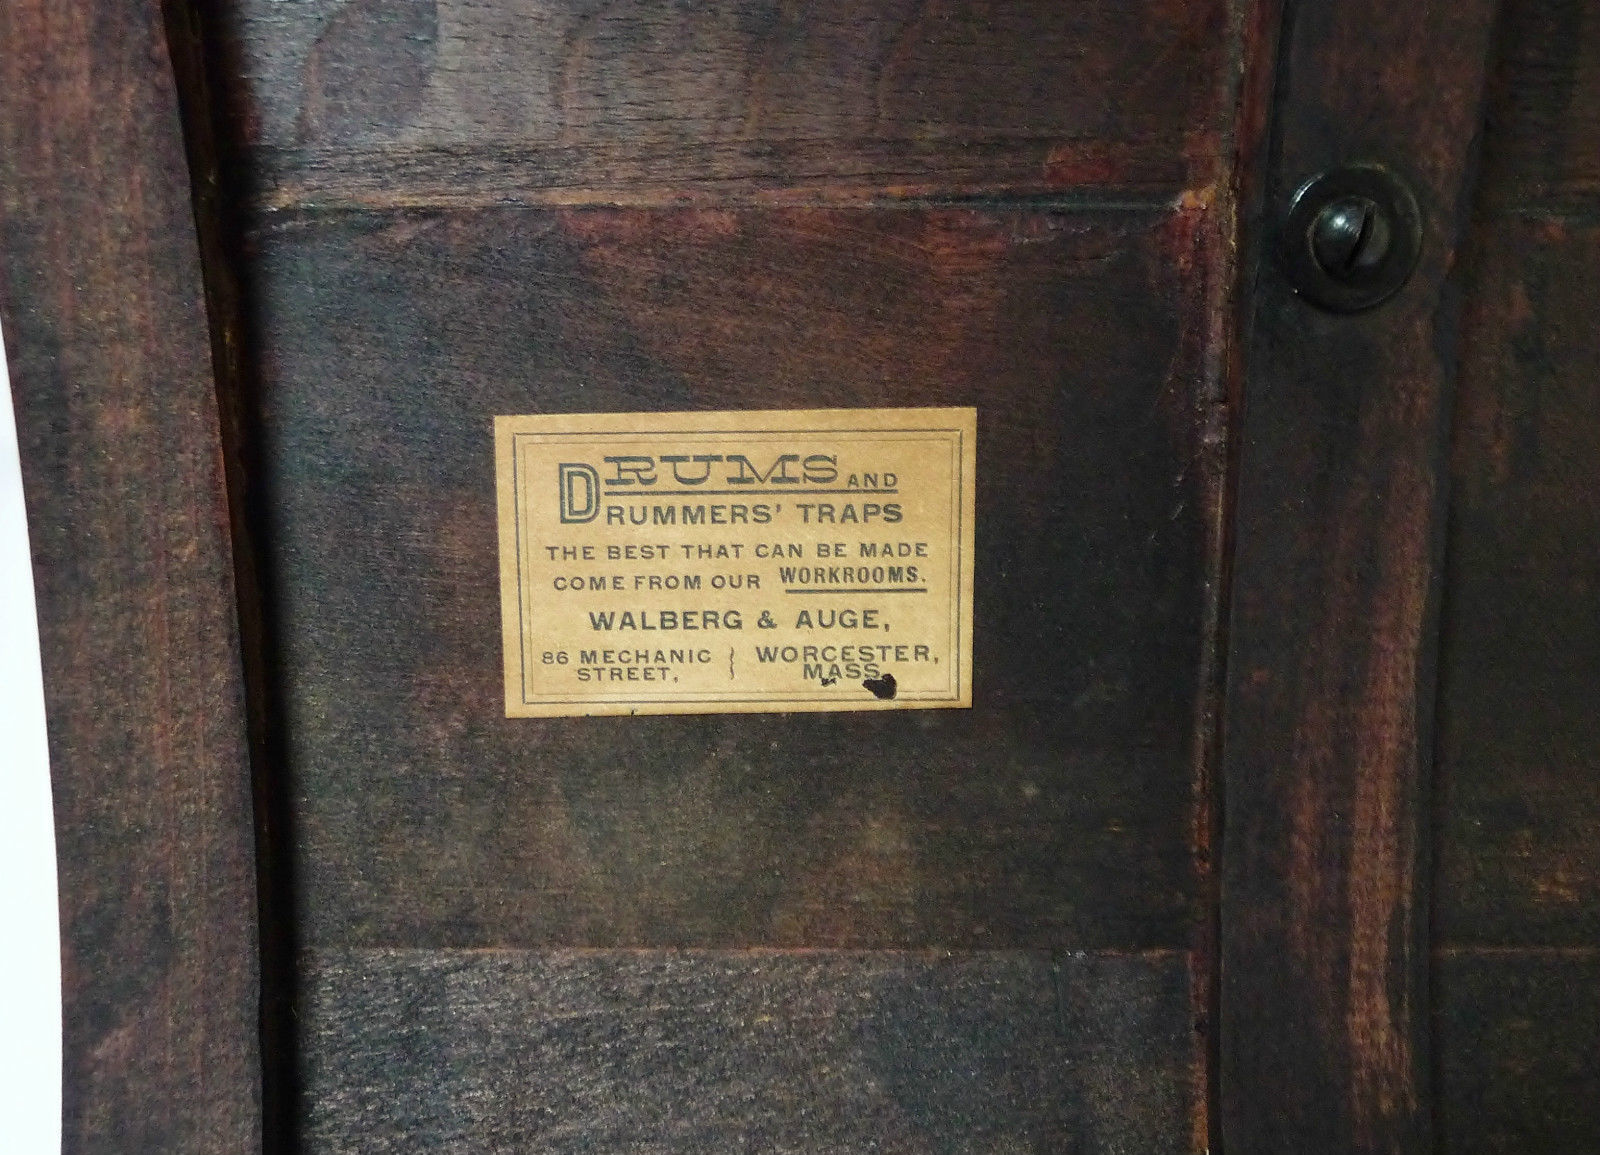 DRUMS AND
DRUMMERS' TRAPS
THE BEST THAT CAN BE MADE
COME FROM OUR WORKROOMS.
WALBERG & AUGE,
86 MECHANIC STREET, } WORCESTER, MASS.